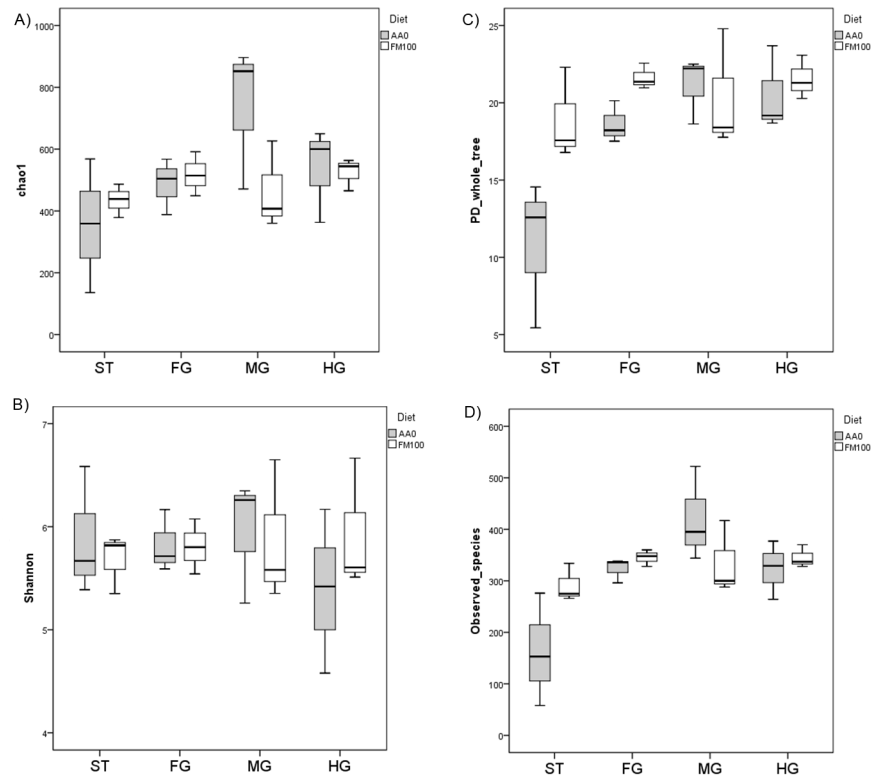 A)
Diet
AA0
FM100
1000
800
600
400
200
0
chao1
ST FG MG HG
C)
Diet
AA0
FM100
25
20
15
10
5
PD_whole_tree
ST FG MG HG
B)
Diet
AA0
FM100
7
6
5
4
Shannon
ST FG MG HG
D)
Diet
AA0
FM100
600
500
400
300
200
100
0
Observed_species
ST FG MG HG